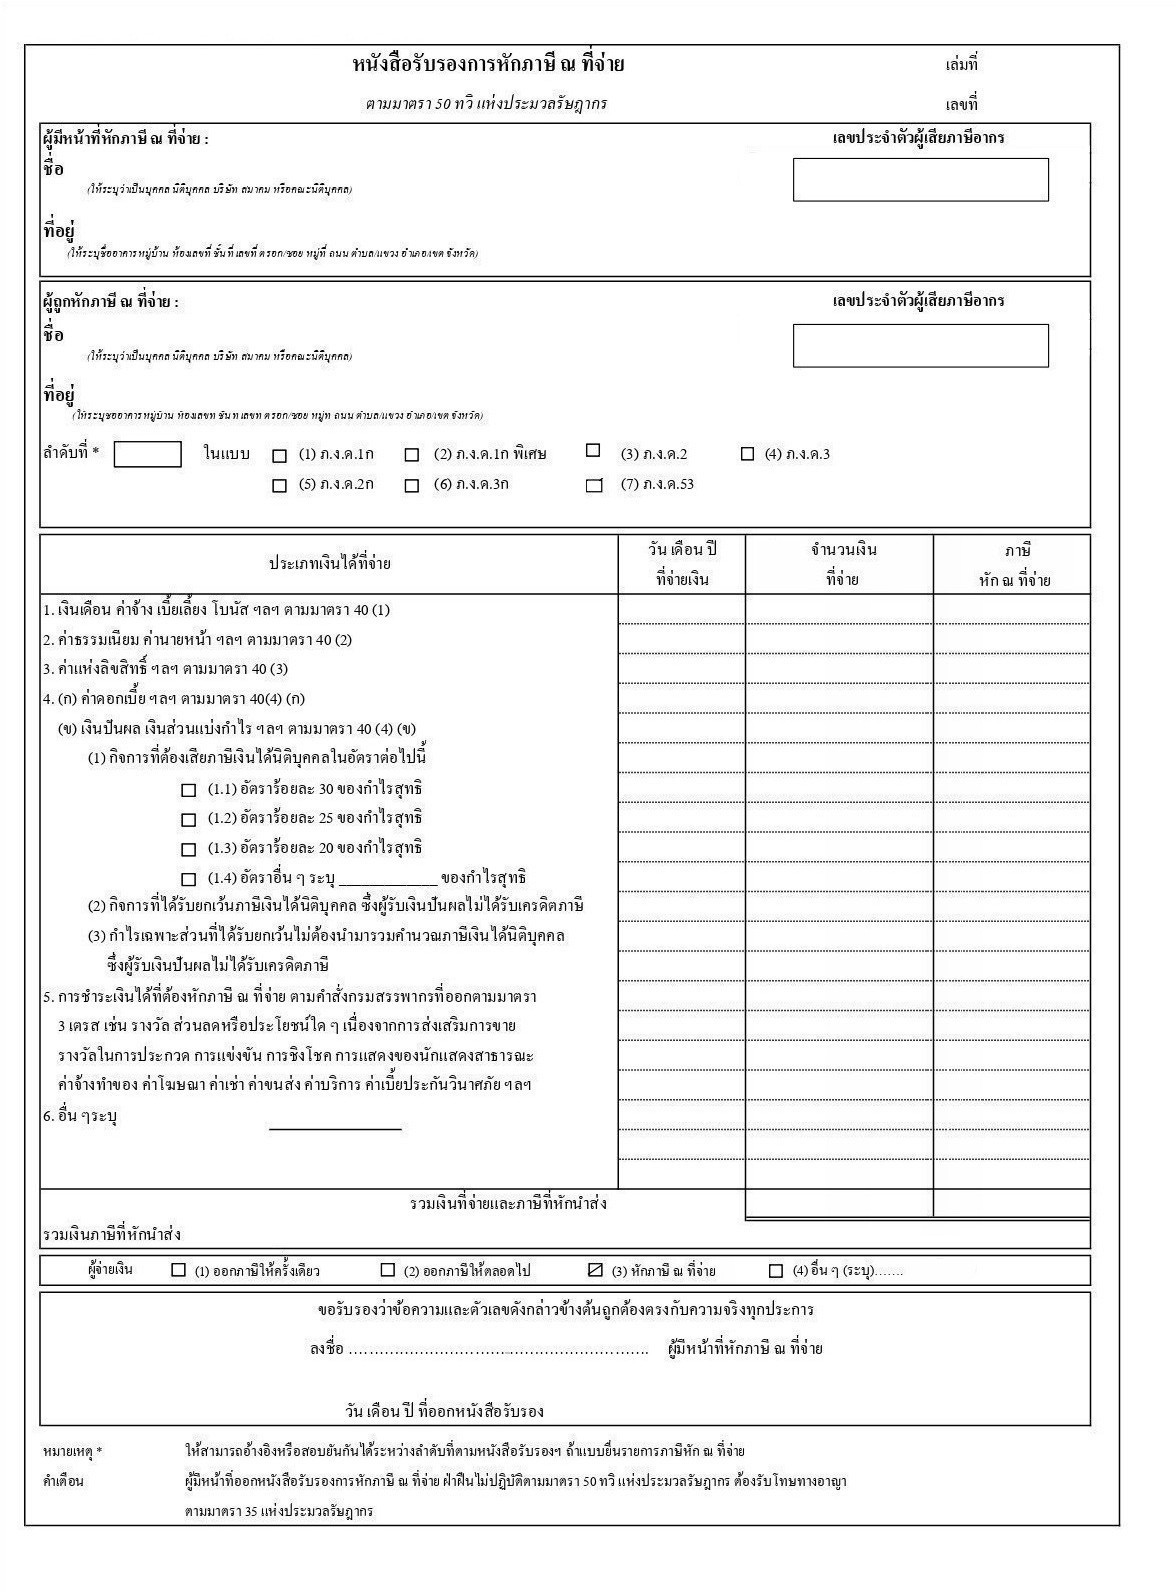 หนังสือรับรองการหักภาษี ณ ที่จ่าย
เล่มที่
ตามมาตรา 50 ทวิ แห่งประมวลรัษฎากร
เลขที่
ผู้มีหน้าที่หักภาษี ณ ที่จ่าย :
เลขประจำตัวผู้เสียภาษีอากร
ชื่อ
(ให้ระบุว่าเป็นบุคคล นิติบุคคล บริษัท สมาคม หรือคณะนิติบุคคล)
ที่อยู่
(ให้ระบุชื่ออาคารหมู่บ้าน ห้องเลขที่ ชั้นที่ เลขที่ ตรอก/ซอย หมู่ที่ ถนน ตำบล/แขวง อำเภอ/เขต จังหวัด)
ผู้ถูกหักภาษี ณ ที่จ่าย :
เลขประจำตัวผู้เสียภาษีอากร
ชื่อ
(ให้ระบุว่าเป็นบุคคล นิติบุคคล บริษัท สมาคม หรือคณะนิติบุคคล)
ที่อยู่
(ให้ระบุชื่ออาคารหมู่บ้าน ห้องเลขที่ ชั้นที่ เลขที่ ตรอก/ซอย หมู่ที่ ถนน ตำบล/แขวง อำเภอ/เขต จังหวัด)
ลำดับที่ * ในแบบ (1) ภ.ง.ด.1ก (2) ภ.ง.ด.1ก พิเศษ (3) ภ.ง.ด.2 (4) ภ.ง.ด.3
(5) ภ.ง.ด.2ก (6) ภ.ง.ด.3ก (7) ภ.ง.ด.53
ประเภทเงินได้ที่จ่าย
วัน เดือน ปี
ที่จ่ายเงิน
จำนวนเงิน
ที่จ่าย
ภาษี
หัก ณ ที่จ่าย
1. เงินเดือน ค่าจ้าง เบี้ยเลี้ยง โบนัส ฯลฯ ตามมาตรา 40 (1)
2. ค่าธรรมเนียม ค่านายหน้า ฯลฯ ตามมาตรา 40 (2)
3. ค่าแห่งลิขสิทธิ์ ฯลฯ ตามมาตรา 40 (3)
4. (ก) ค่าดอกเบี้ย ฯลฯ ตามมาตรา 40(4) (ก)
(ข) เงินปันผล เงินส่วนแบ่งกำไร ฯลฯ ตามมาตรา 40 (4) (ข)
(1) กิจการที่ต้องเสียภาษีเงินได้นิติบุคคลในอัตราต่อไปนี้
(1.1) อัตราร้อยละ 30 ของกำไรสุทธิ
(1.2) อัตราร้อยละ 25 ของกำไรสุทธิ
(1.3) อัตราร้อยละ 20 ของกำไรสุทธิ
(1.4) อัตราอื่น ๆ ระบุ ____________ ของกำไรสุทธิ
(2) กิจการที่ได้รับยกเว้นภาษีเงินได้นิติบุคคล ซึ่งผู้รับเงินปันผลไม่ได้รับเครดิตภาษี
(3) กำไรเฉพาะส่วนที่ได้รับยกเว้นไม่ต้องนำมารวมคำนวณภาษีเงินได้นิติบุคคล
ซึ่งผู้รับเงินปันผลไม่ได้รับเครดิตภาษี
5. การชำระเงินได้ที่ต้องหักภาษี ณ ที่จ่าย ตามคำสั่งกรมสรรพากรที่ออกตามมาตรา
3 เตรส เช่น รางวัล ส่วนลดหรือประโยชน์ใด ๆ เนื่องจากการส่งเสริมการขาย
รางวัลในการประกวด การแข่งขัน การชิงโชค การแสดงของนักแสดงสาธารณะ
ค่าจ้างทำของ ค่าโฆษณา ค่าเช่า ค่าขนส่ง ค่าบริการ ค่าเบี้ยประกันวินาศภัย ฯลฯ
6. อื่น ๆระบุ
รวมเงินที่จ่ายและภาษีที่หักนำส่ง
รวมเงินภาษีที่หักนำส่ง
ผู้จ่ายเงิน (1) ออกภาษีให้ครั้งเดียว (2) ออกภาษีให้ตลอดไป (3) หักภาษี ณ ที่จ่าย (4) อื่น ๆ (ระบุ).......
ขอรับรองว่าข้อความและตัวเลขดังกล่าวข้างต้นถูกต้องตรงกับความจริงทุกประการ
ลงชื่อ ........................................................ ผู้มีหน้าที่หักภาษี ณ ที่จ่าย
วัน เดือน ปี ที่ออกหนังสือรับรอง
หมายเหตุ * ให้สามารถอ้างอิงหรือสอบยันกันได้ระหว่างลำดับที่ตามหนังสือรับรองฯ ถ้าแบบยื่นรายการภาษีหัก ณ ที่จ่าย
คำเตือน ผู้มีหน้าที่ออกหนังสือรับรองการหักภาษี ณ ที่จ่าย ฝ่าฝืนไม่ปฏิบัติตามมาตรา 50 ทวิ แห่งประมวลรัษฎากร ต้องรับโทษทางอาญา
ตามมาตรา 35 แห่งประมวลรัษฎากร